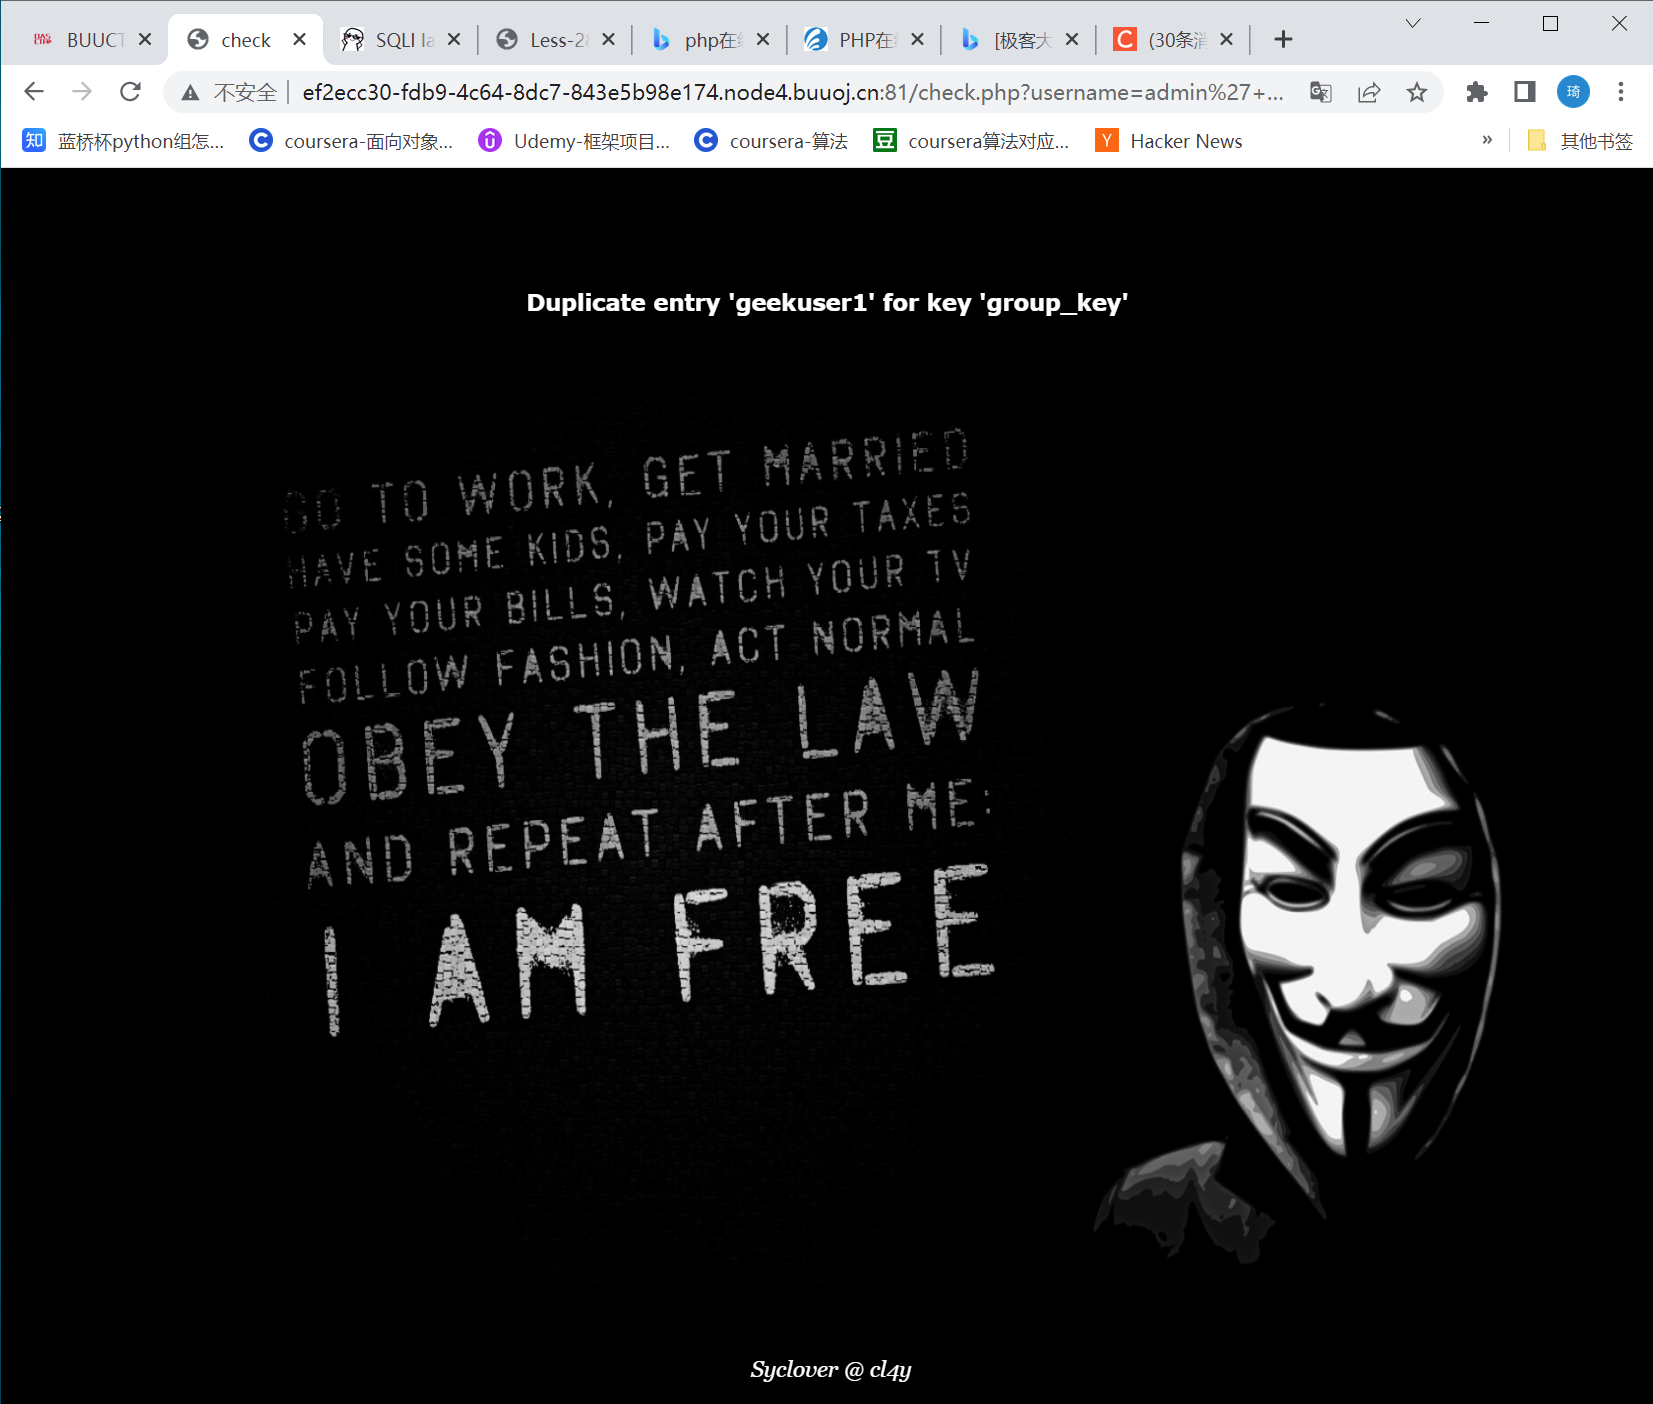 BUUCT
check
SQLI la
Less-28
php在线
PHP在线
[极客大
(30条消
不安全
ef2ecc30-fdb9-4c64-8dc7-843e5b98e174.node4.buuoj.cn:81/check.php?username=admin%27+...
琦
知 蓝桥杯python组怎...
coursera-面向对象...
Udemy-框架项目...
coursera-算法
豆 coursera算法对应...
Y Hacker News
»
其他书签
Duplicate entry 'geekuser1' for key 'group_key'
GO TO WORK, GET MARRIED
HAVE SOME KIDS, PAY YOUR TAXES
PAY YOUR BILLS, WATCH YOUR TV
FOLLOW FASHION, ACT NORMAL
OBEY THE LAW
AND REPEAT AFTER ME:
I AM FREE
Syclover @ cl4y